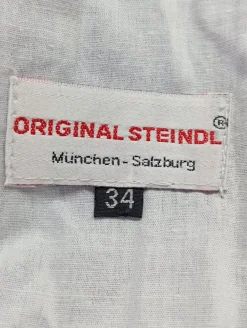 ORIGINAL STEINDL®
München - Salzburg
34